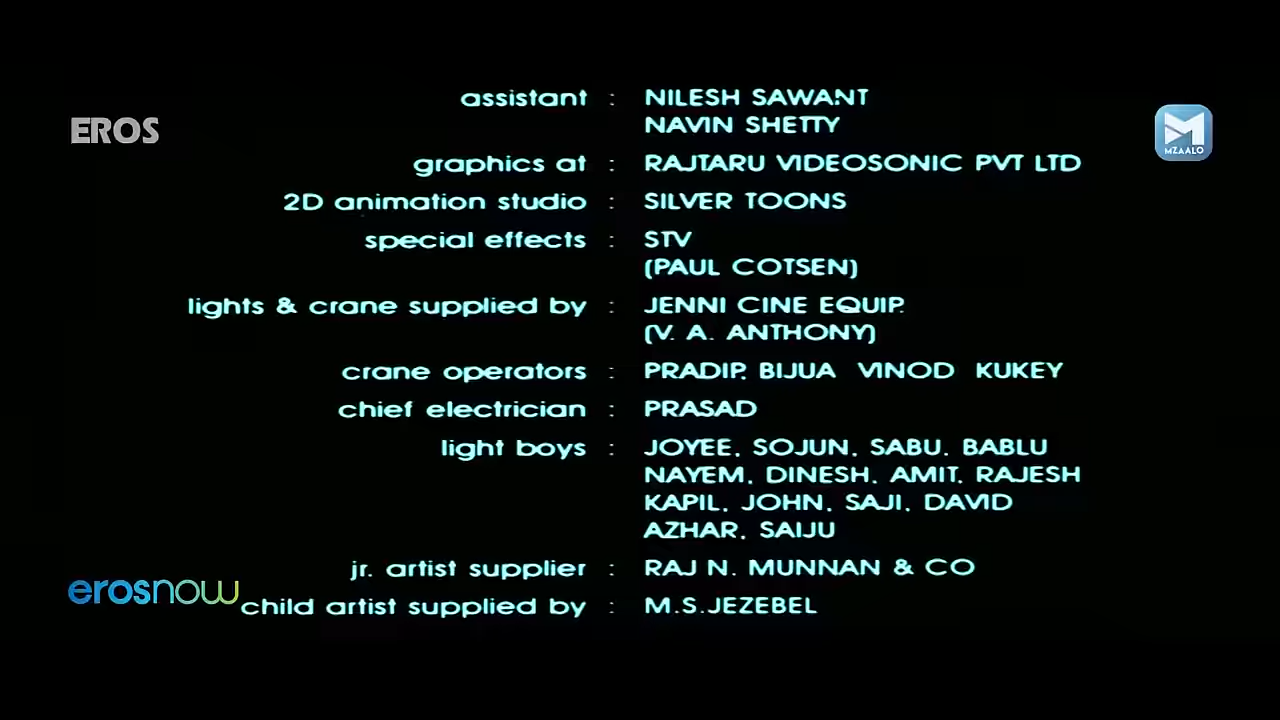 assistant : NILESH SAWANT
NAVIN SHETTY
EROS
MZAALO
graphics at : RAJTARU VIDEOSONIC PVT LTD
2D animation studio : SILVER TOONS
special effects : STV
(PAUL COTSEN)
lights & crane supplied by : JENNI CINE EQUIP.
(V. A. ANTHONY)
crane operators : PRADIP, BIJUA VINOD KUKEY
chief electrician : PRASAD
light boys : JOYEE, SOJUN, SABU, BABLU
NAYEM, DINESH, AMIT, RAJESH
KAPIL, JOHN, SAJI, DAVID
AZHAR, SAIJU
jr. artist supplier : RAJ N. MUNNAN & CO
erosnow
child artist supplied by : M.S.JEZEBEL